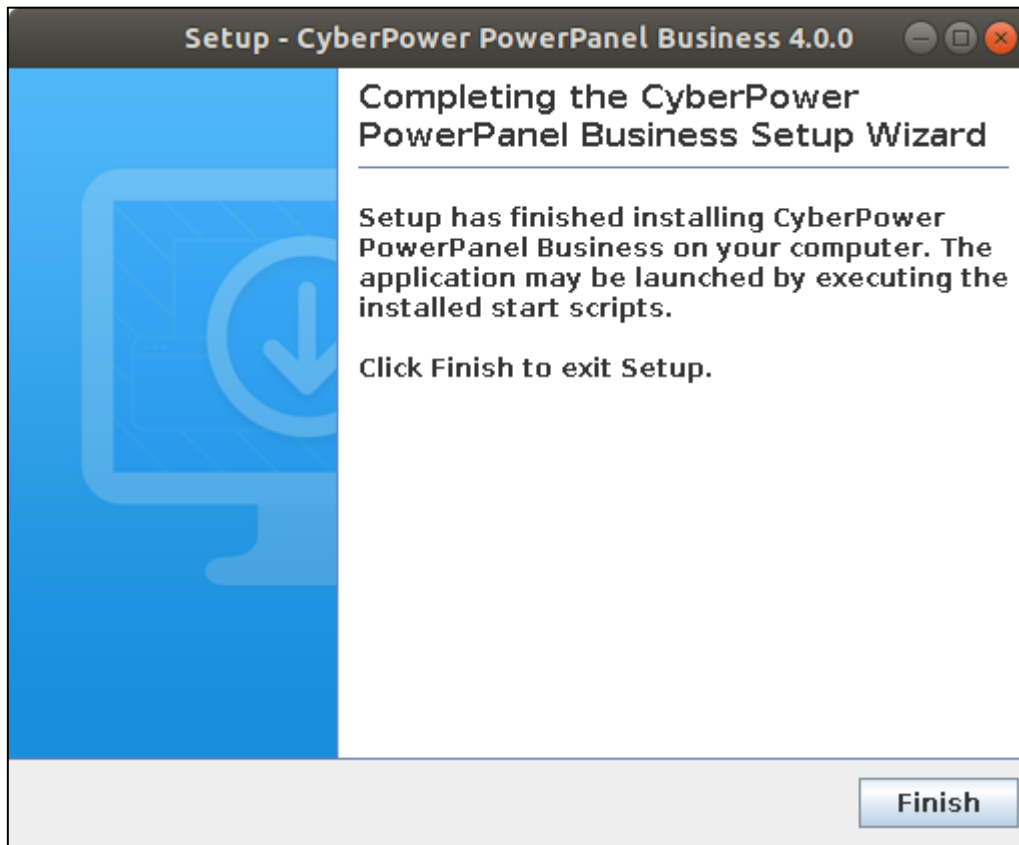 Setup - CyberPower PowerPanel Business 4.0.0
Completing the CyberPower
PowerPanel Business Setup Wizard
Setup has finished installing CyberPower
PowerPanel Business on your computer. The
application may be launched by executing the
installed start scripts.
Click Finish to exit Setup.
Finish